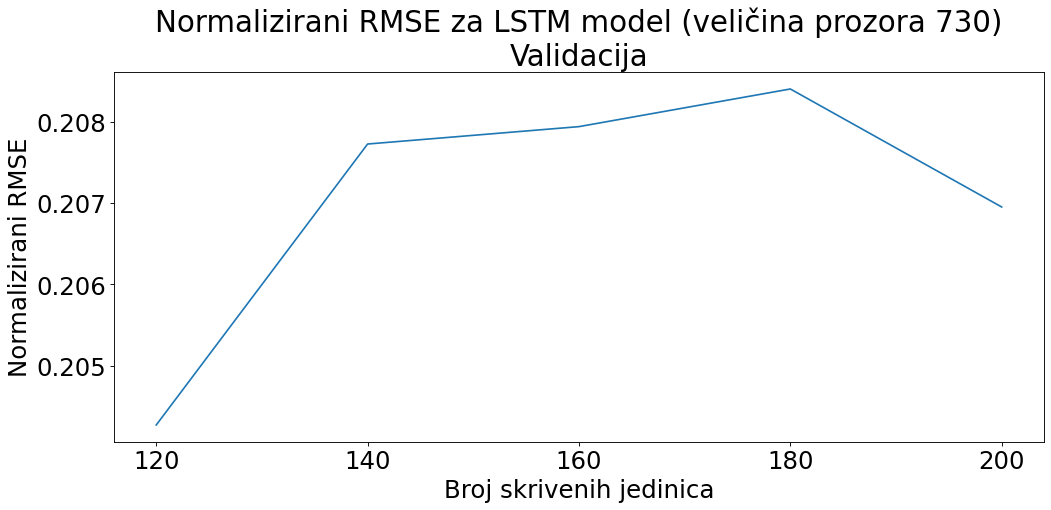 Normalizirani RMSE za LSTM model (veličina prozora 730)
Validacija
Normalizirani RMSE
0.208
0.207
0.206
0.205
120 140 160 180 200
Broj skrivenih jedinica